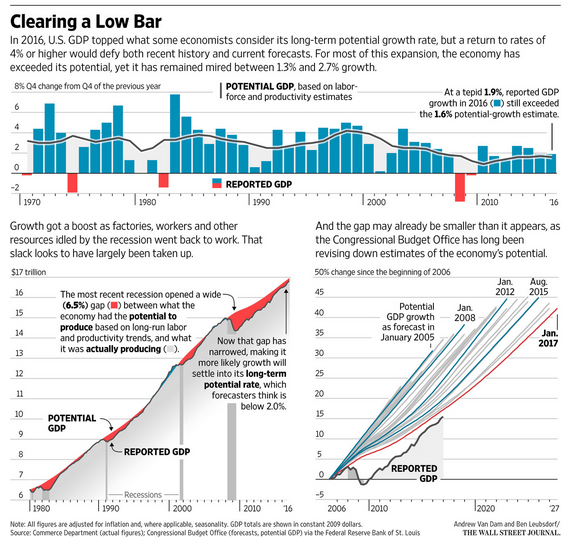 Clearing a Low Bar
In 2016, U.S. GDP topped what some economists consider its long-term potential growth rate, but a return to rates of
4% or higher would defy both recent history and current forecasts. For most of this expansion, the economy has
exceeded its potential, yet it has remained mired between 1.3% and 2.7% growth.
8% Q4 change from Q4 of the previous year
POTENTIAL GDP, based on labor-
force and productivity estimates
At a tepid 1.9%, reported GDP
growth in 2016 ( ) still exceeded
the 1.6% potential-growth estimate.
6
4
2
0
−2
REPORTED GDP
1970
1980
1990
2000
2010
'16
Growth got a boost as factories, workers and other
resources idled by the recession went back to work. That
slack looks to have largely been taken up.
$17 trillion
16
15
14
13
12
11
10
9
8
7
6
The most recent recession opened a wide
(6.5%) gap ( ) between what the
economy had the potential to
produce based on long-run labor
and productivity trends, and what
it was actually producing ( ).
Now that gap has
narrowed, making it
more likely growth will
settle into its long-term
potential rate, which
forecasters think is
below 2.0%.
POTENTIAL
GDP
REPORTED GDP
Recessions
1980
1990
2000
2010
'16
And the gap may already be smaller than it appears, as
the Congressional Budget Office has long been
revising down estimates of the economy's potential.
50% change since the beginning of 2006
45
40
35
30
25
20
15
10
5
0
−5
Potential
GDP growth
as forecast in
January 2005
Jan.
2008
Jan.
2012
Aug.
2015
Jan.
2017
REPORTED
GDP
2006
2010
2020
'27
Note: All figures are adjusted for inflation and, where applicable, seasonality. GDP totals are shown in constant 2009 dollars.
Source: Commerce Department (actual figures); Congressional Budget Office (forecasts, potential GDP) via the Federal Reserve Bank of St. Louis
Andrew Van Dam and Ben Leubsdorf/
THE WALL STREET JOURNAL.